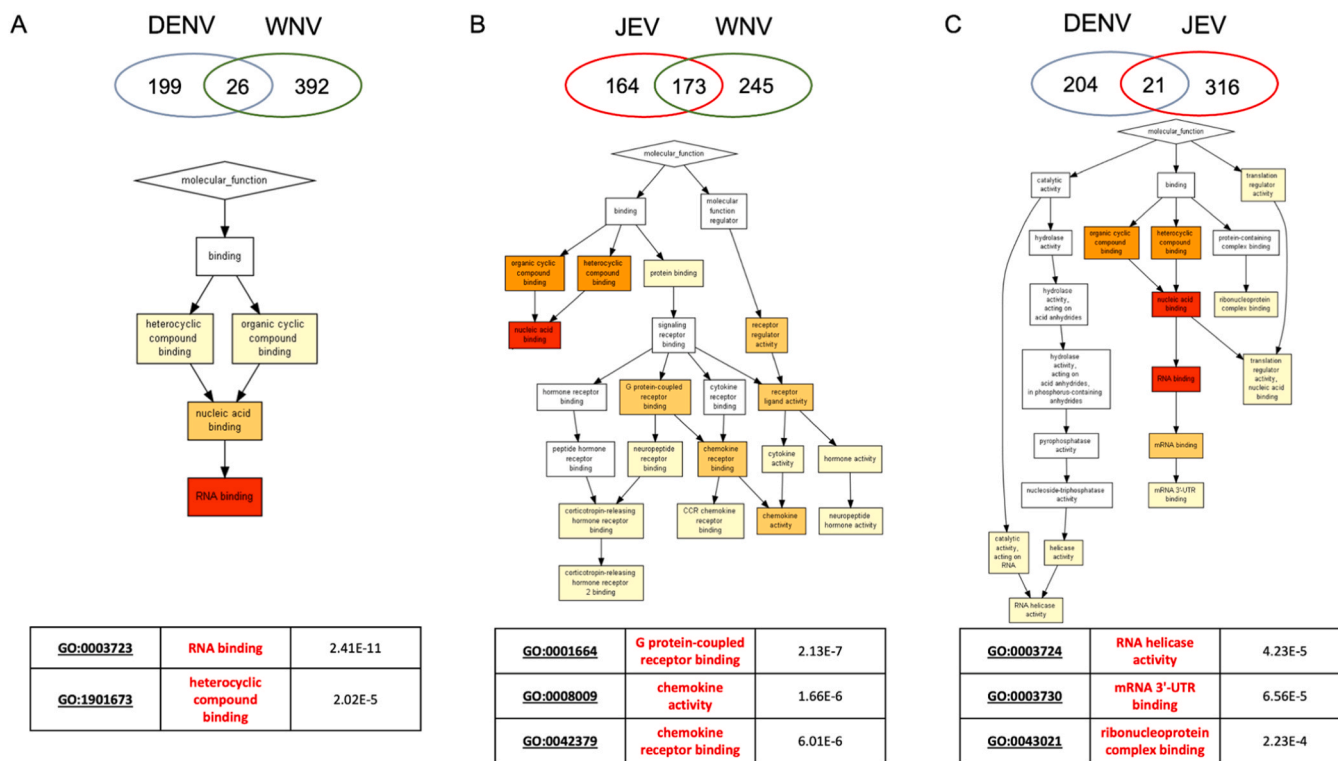 A
DENV WNV
199 26 392
molecular_function
binding
heterocyclic
compound
binding
organic cyclic
compound
binding
nucleic acid
binding
RNA binding
GO:0003723 RNA binding 2.41E-11
GO:1901673 heterocyclic
compound
binding 2.02E-5
B
JEV WNV
164 173 245
molecular_function
binding
molecular
function
regulator
organic cyclic
compound
binding
heterocyclic
compound
binding
protein binding
nucleic acid
binding
signaling
receptor
binding
receptor
regulator
activity
hormone receptor
binding
G protein-coupled
receptor
binding
cytokine
receptor
binding
receptor
ligand activity
peptide hormone
receptor
binding
neuropeptide
receptor
binding
chemokine
receptor
binding
cytokine
activity
hormone activity
corticotropin-releasing
hormone receptor
binding
CCR chemokine
receptor
binding
chemokine
activity
neuropeptide
hormone activity
corticotropin-releasing
hormone receptor
2 binding
GO:0001664 G protein-coupled
receptor binding 2.13E-7
GO:0008009 chemokine
activity 1.66E-6
GO:0042379 chemokine
receptor binding 6.01E-6
C
DENV JEV
204 21 316
molecular_function
catalytic
activity
binding
translation
regulator
activity
hydrolase
activity
organic cyclic
compound
binding
heterocyclic
compound
binding
protein-containing
complex binding
hydrolase
activity,
acting on
acid anhydrides
nucleic acid
binding
ribonucleoprotein
complex binding
hydrolase
activity,
acting on
acid anhydrides,
in phosphorus-containing
anhydrides
RNA binding
translation
regulator
activity,
nucleic acid
binding
pyrophosphatase
activity
mRNA binding
nucleoside-triphosphatase
activity
mRNA 3'-UTR
binding
catalytic
activity,
acting on
RNA
helicase
activity
RNA helicase
activity
GO:0003724 RNA helicase
activity 4.23E-5
GO:0003730 mRNA 3'-UTR
binding 6.56E-5
GO:0043021 ribonucleoprotein
complex binding 2.23E-4